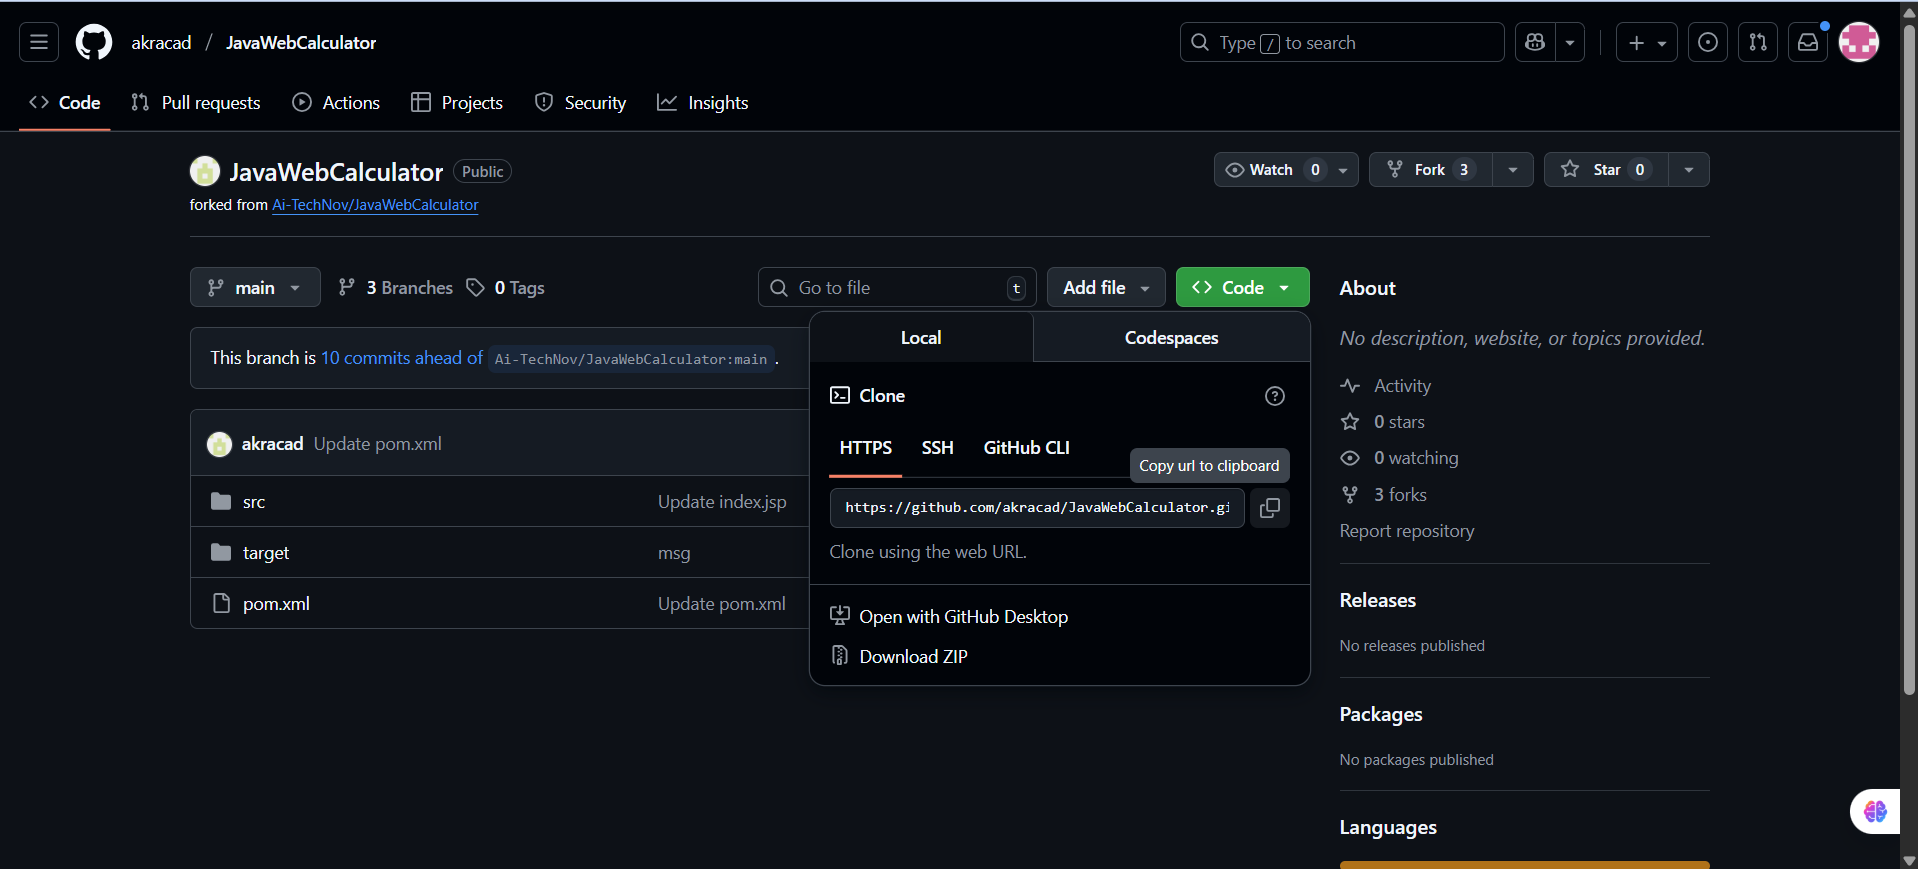 akracad / JavaWebCalculator
Type / to search
Code
Pull requests
Actions
Projects
Security
Insights
JavaWebCalculator Public
forked from Ai-TechNov/JavaWebCalculator
Watch 0
Fork 3
Star 0
main
3 Branches
0 Tags
Go to file t
Add file
Code
This branch is 10 commits ahead of Ai-TechNov/JavaWebCalculator:main .
akracad Update pom.xml
src Update index.jsp
target msg
pom.xml Update pom.xml
Local
Codespaces
Clone
HTTPS
SSH
GitHub CLI
Copy url to clipboard
https://github.com/akracad/JavaWebCalculator.gi
Clone using the web URL.
Open with GitHub Desktop
Download ZIP
About
No description, website, or topics provided.
Activity
0 stars
0 watching
3 forks
Report repository
Releases
No releases published
Packages
No packages published
Languages